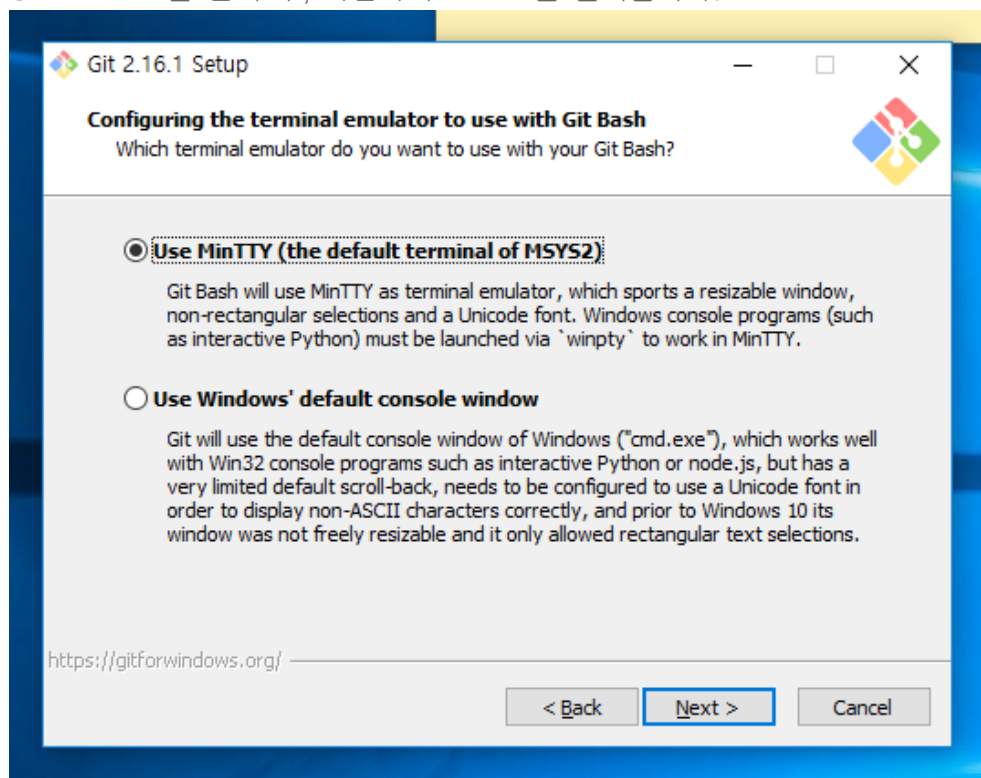 Git 2.16.1 Setup
Configuring the terminal emulator to use with Git Bash
Which terminal emulator do you want to use with your Git Bash?
Use MinTTY (the default terminal of MSYS2)
Git Bash will use MinTTY as terminal emulator, which sports a resizable window,
non-rectangular selections and a Unicode font. Windows console programs (such
as interactive Python) must be launched via `winpty` to work in MinTTY.
Use Windows' default console window
Git will use the default console window of Windows ("cmd.exe"), which works well
with Win32 console programs such as interactive Python or node.js, but has a
very limited default scroll-back, needs to be configured to use a Unicode font in
order to display non-ASCII characters correctly, and prior to Windows 10 its
window was not freely resizable and it only allowed rectangular text selections.
https://gitforwindows.org/
< Back
Next >
Cancel